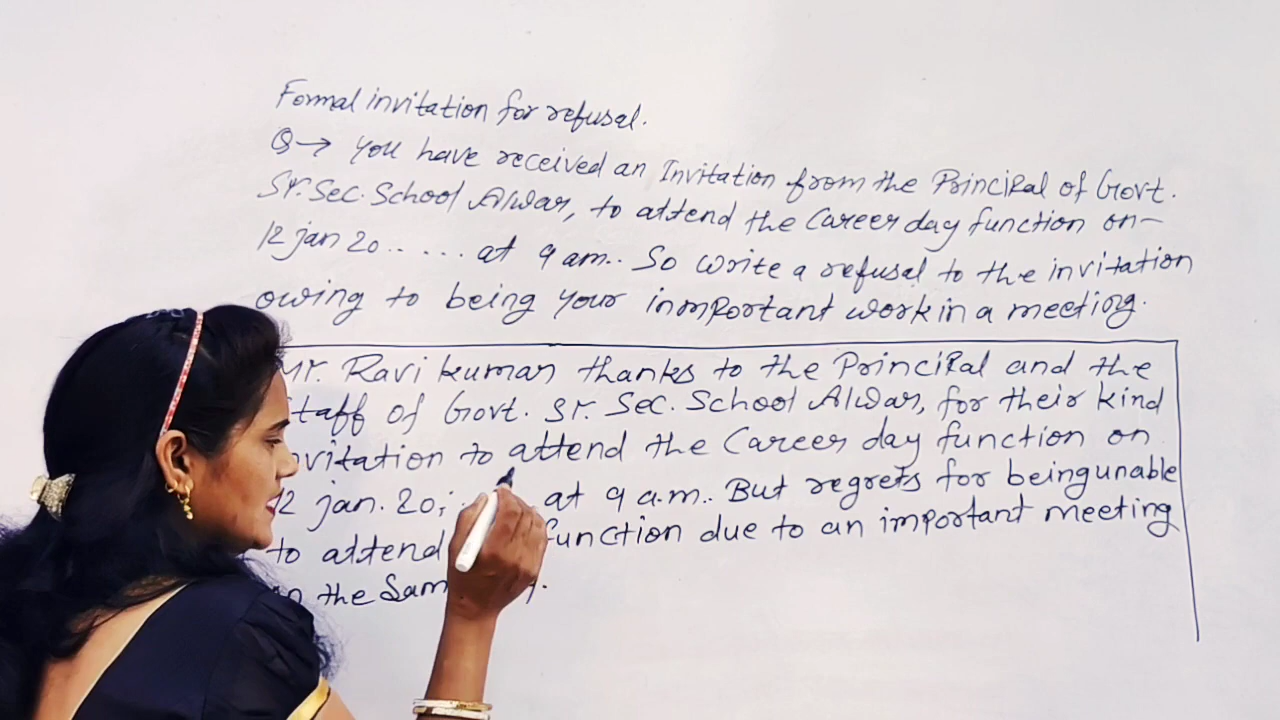 Formal invitation for refusal.
Q→ You have received an Invitation from the Principal of Govt.
Sr. Sec. School Alwar, to attend the Career day function on-
12 jan 20..... at 9 am.. So write a refusal to the invitation
owing to being your inmportant work in a meeting.
Mr. Ravi kumar thanks to the Principal and the
staff of Govt. Sr. Sec. School Alwar, for their kind
nvitation to attend the Career day function on
12 jan. 20, at 9 a.m.. But regrets for being unable
to attend function due to an important meeting
the Sam